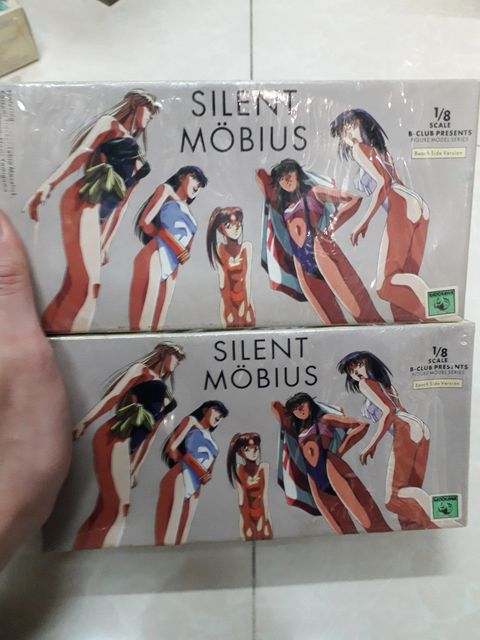 SILENT
MÖBIUS
1/8
SCALE
B-CLUB PRESENTS
FIGURE MODEL SERIES
Beach Side Version
SILENT
MÖBIUS
1/8
SCALE
B-CLUB PRESENTS
FIGURE MODEL SERIES
Beach Side Version